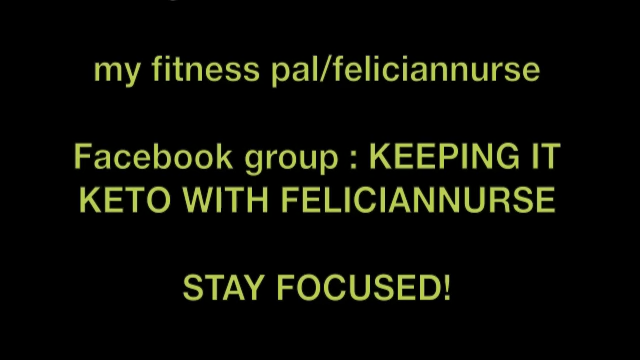 my fitness pal/feliciannurse
Facebook group : KEEPING IT
KETO WITH FELICIANNURSE
STAY FOCUSED!